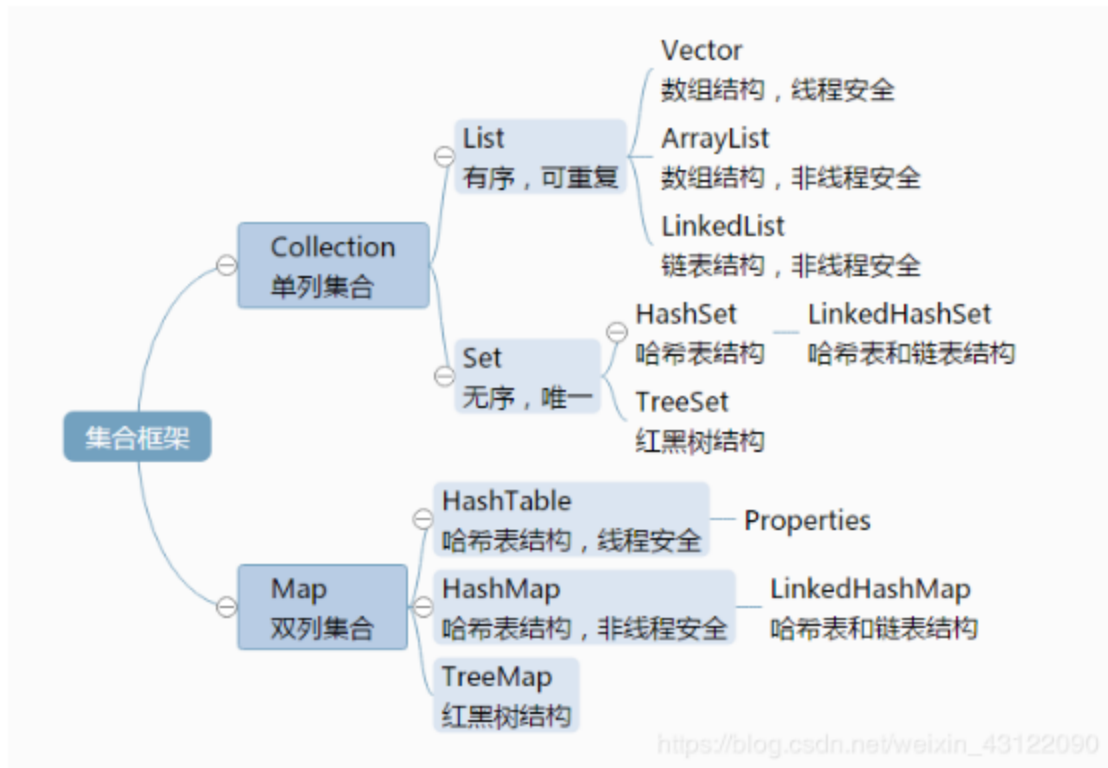 Vector
数组结构，线程安全
List
有序，可重复
ArrayList
数组结构，非线程安全
LinkedList
链表结构，非线程安全
Collection
单列集合
HashSet
哈希表结构
LinkedHashSet
哈希表和链表结构
Set
无序，唯一
TreeSet
红黑树结构
集合框架
HashTable
哈希表结构，线程安全
Properties
Map
双列集合
HashMap
哈希表结构，非线程安全
LinkedHashMap
哈希表和链表结构
TreeMap
红黑树结构
https://blog.csdn.net/weixin_43122090